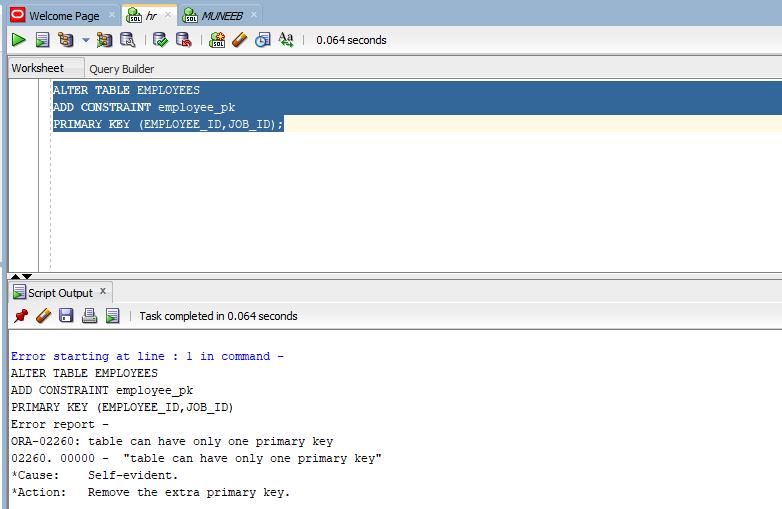 Welcome Page
hr
MUNEEB
0.064 seconds
Worksheet
Query Builder
ALTER TABLE EMPLOYEES
ADD CONSTRAINT employee_pk
PRIMARY KEY (EMPLOYEE_ID,JOB_ID);
Script Output
Task completed in 0.064 seconds
Error starting at line : 1 in command -
ALTER TABLE EMPLOYEES
ADD CONSTRAINT employee_pk
PRIMARY KEY (EMPLOYEE_ID,JOB_ID)
Error report -
ORA-02260: table can have only one primary key
02260. 00000 -  "table can have only one primary key"
*Cause:    Self-evident.
*Action:   Remove the extra primary key.